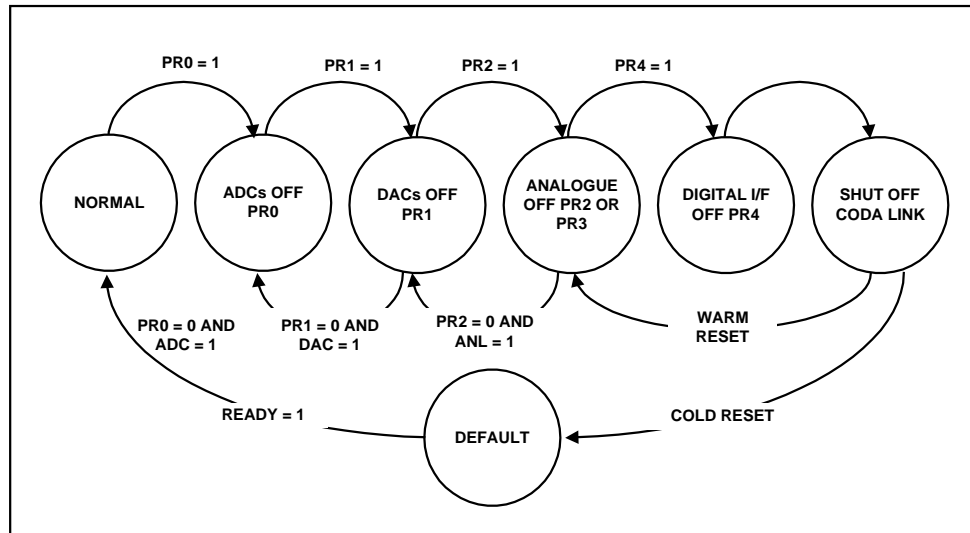 PR0 = 1
PR1 = 1
PR2 = 1
PR4 = 1
NORMAL
ADCs OFF
PR0
DACs OFF
PR1
ANALOGUE
OFF PR2 OR
PR3
DIGITAL I/F
OFF PR4
SHUT OFF
CODA LINK
PR0 = 0 AND
ADC = 1
PR1 = 0 AND
DAC = 1
PR2 = 0 AND
ANL = 1
WARM
RESET
READY = 1
DEFAULT
COLD RESET